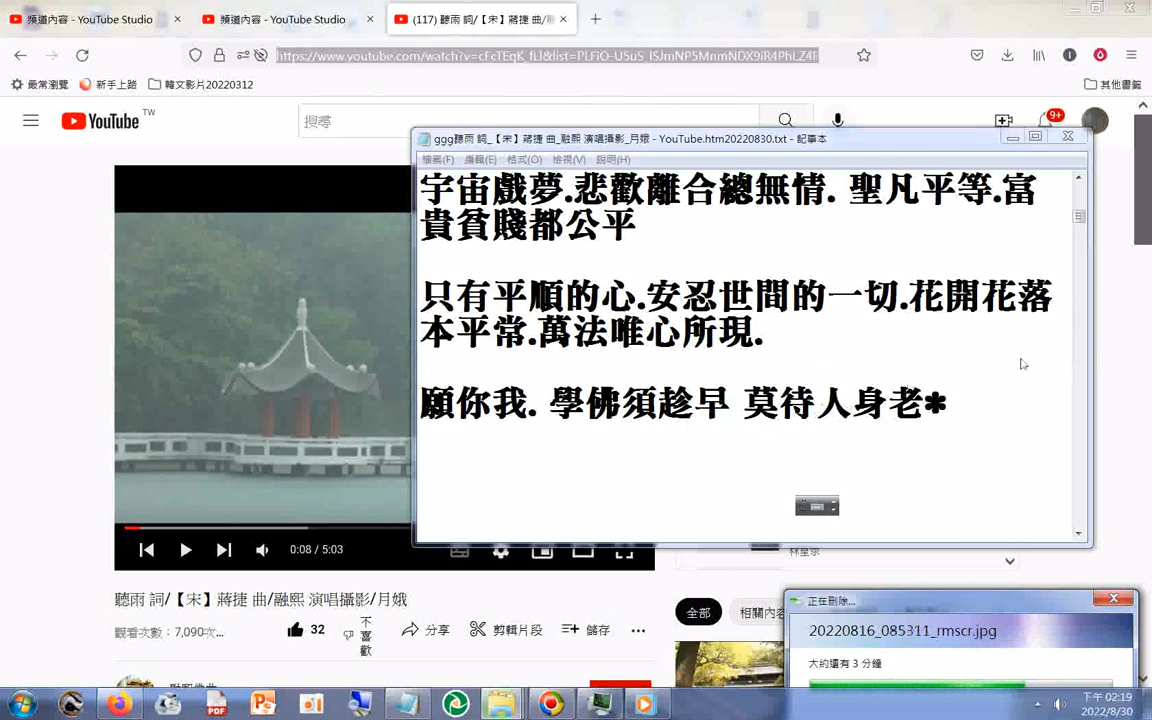 頻道內容 - YouTube Studio
頻道內容 - YouTube Studio
(117) 聽雨 詞/【宋】蔣捷 曲/融
最常瀏覽
新手上路
韓文影片20220312
其他書籤
YouTube
TW
搜尋
9+
ggg聽雨 詞_【宋】蔣捷 曲_融熙 演唱攝影_月娥 - YouTube.htm20220830.txt - 記事本
檔案(F) 編輯(E) 格式(O) 檢視(V) 說明(H)
宇宙戲夢.悲歡離合總無情. 聖凡平等.富
貴貧賤都公平
只有平順的心.安忍世間的一切.花開花落
本平常.萬法唯心所現.
願你我. 學佛須趁早 莫待人身老*
0:08 / 5:03
聽雨 詞/【宋】蔣捷 曲/融熙 演唱攝影/月娥
觀看次數：7,090次...
32
不喜歡
分享
剪輯片段
儲存
全部
相關內容
正在刪除...
20220816_085311_rmscr.jpg
大約還有 3 分鐘
下午 02:19
2022/8/30